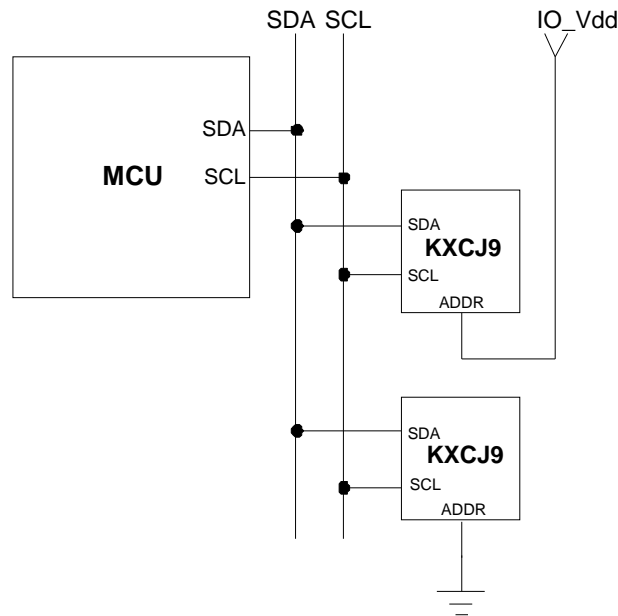 SDA SCL
IO_Vdd
SDA
MCU
SCL
SDA
KXCJ9
SCL
ADDR
SDA
KXCJ9
SCL
ADDR